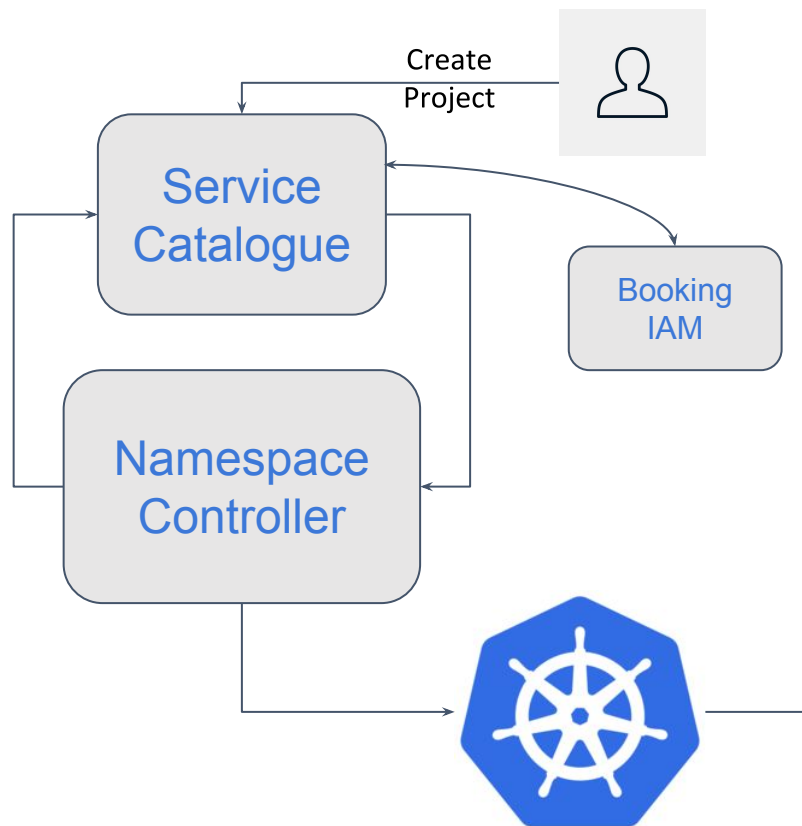 Create
Project
Service
Catalogue
Booking
IAM
Namespace
Controller